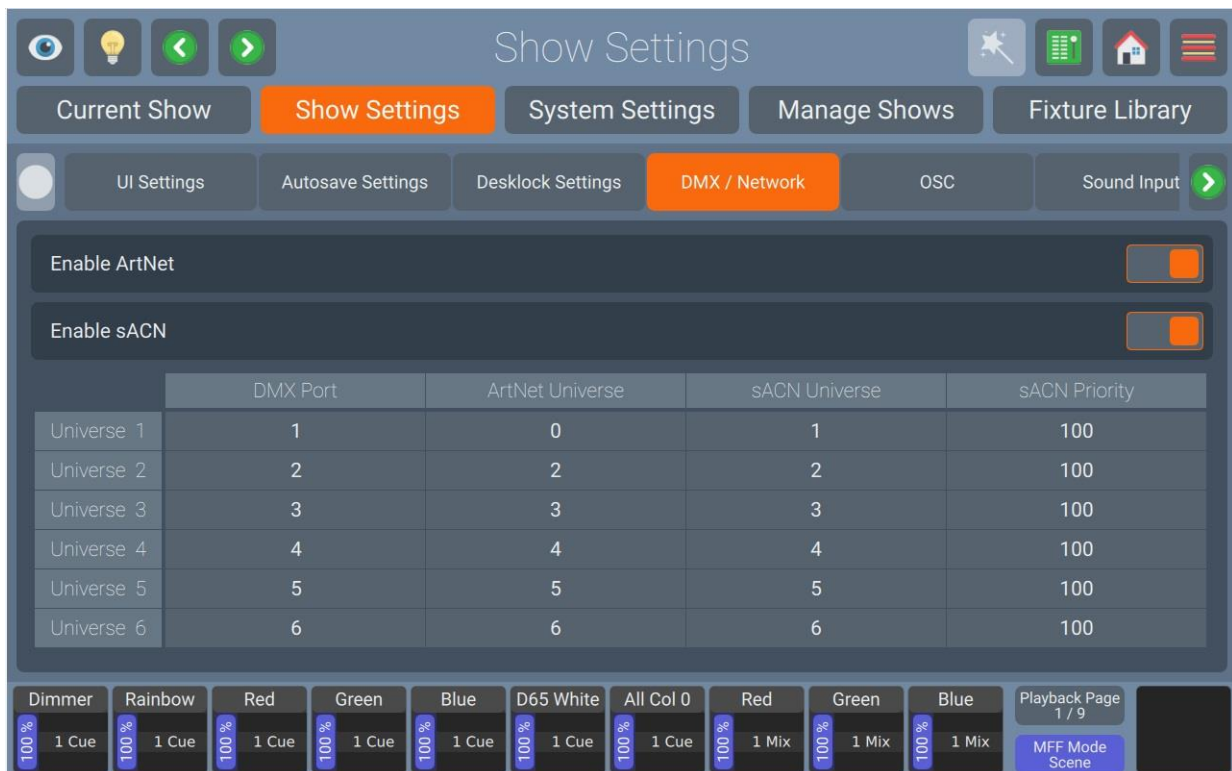 Show Settings
Current Show Show Settings System Settings Manage Shows Fixture Library
UI Settings Autosave Settings Desklock Settings DMX / Network OSC Sound Input
Enable ArtNet
Enable sACN
DMX Port ArtNet Universe sACN Universe sACN Priority
Universe 1 1 0 1 100
Universe 2 2 2 2 100
Universe 3 3 3 3 100
Universe 4 4 4 4 100
Universe 5 5 5 5 100
Universe 6 6 6 6 100
Dimmer Rainbow Red Green Blue D65 White All Col 0 Red Green Blue Playback Page
1 / 9
100 % 1 Cue 100 % 1 Cue 100 % 1 Cue 100 % 1 Cue 100 % 1 Cue 100 % 1 Cue 100 % 1 Cue 100 % 1 Mix 100 % 1 Mix 100 % 1 Mix MFF Mode
Scene